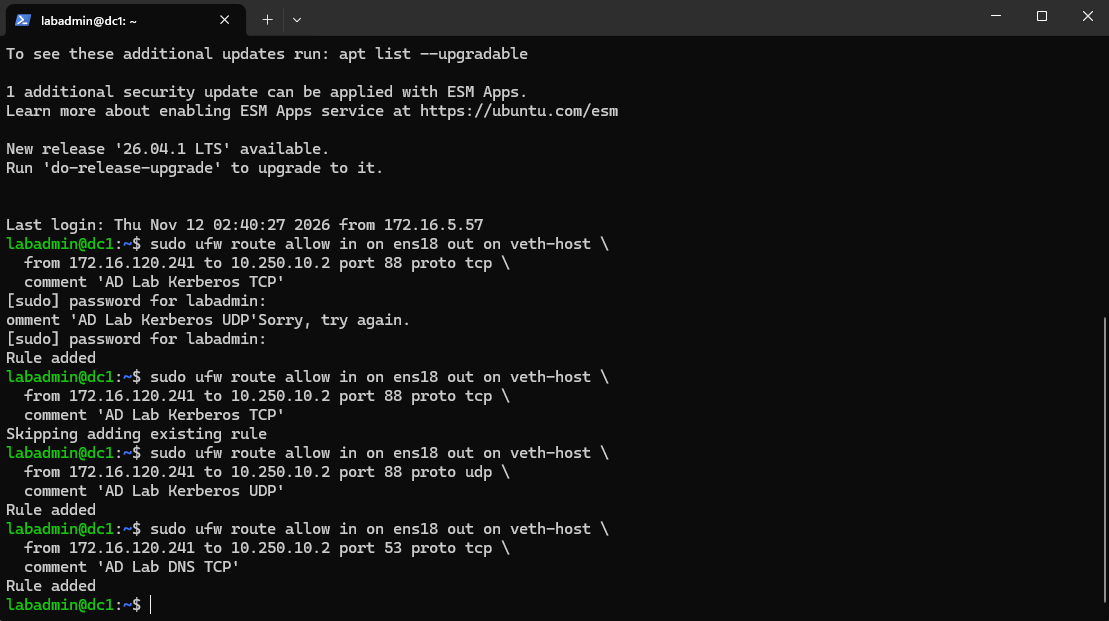 labadmin@dc1: ~
To see these additional updates run: apt list --upgradable
1 additional security update can be applied with ESM Apps.
Learn more about enabling ESM Apps service at https://ubuntu.com/esm
New release '26.04.1 LTS' available.
Run 'do-release-upgrade' to upgrade to it.
Last login: Thu Nov 12 02:40:27 2026 from 172.16.5.57
labadmin@dc1:~$ sudo ufw route allow in on ens18 out on veth-host \
  from 172.16.120.241 to 10.250.10.2 port 88 proto tcp \
  comment 'AD Lab Kerberos TCP'
[sudo] password for labadmin:
omment 'AD Lab Kerberos UDP'Sorry, try again.
[sudo] password for labadmin:
Rule added
labadmin@dc1:~$ sudo ufw route allow in on ens18 out on veth-host \
  from 172.16.120.241 to 10.250.10.2 port 88 proto tcp \
  comment 'AD Lab Kerberos TCP'
Skipping adding existing rule
labadmin@dc1:~$ sudo ufw route allow in on ens18 out on veth-host \
  from 172.16.120.241 to 10.250.10.2 port 88 proto udp \
  comment 'AD Lab Kerberos UDP'
Rule added
labadmin@dc1:~$ sudo ufw route allow in on ens18 out on veth-host \
  from 172.16.120.241 to 10.250.10.2 port 53 proto tcp \
  comment 'AD Lab DNS TCP'
Rule added
labadmin@dc1:~$